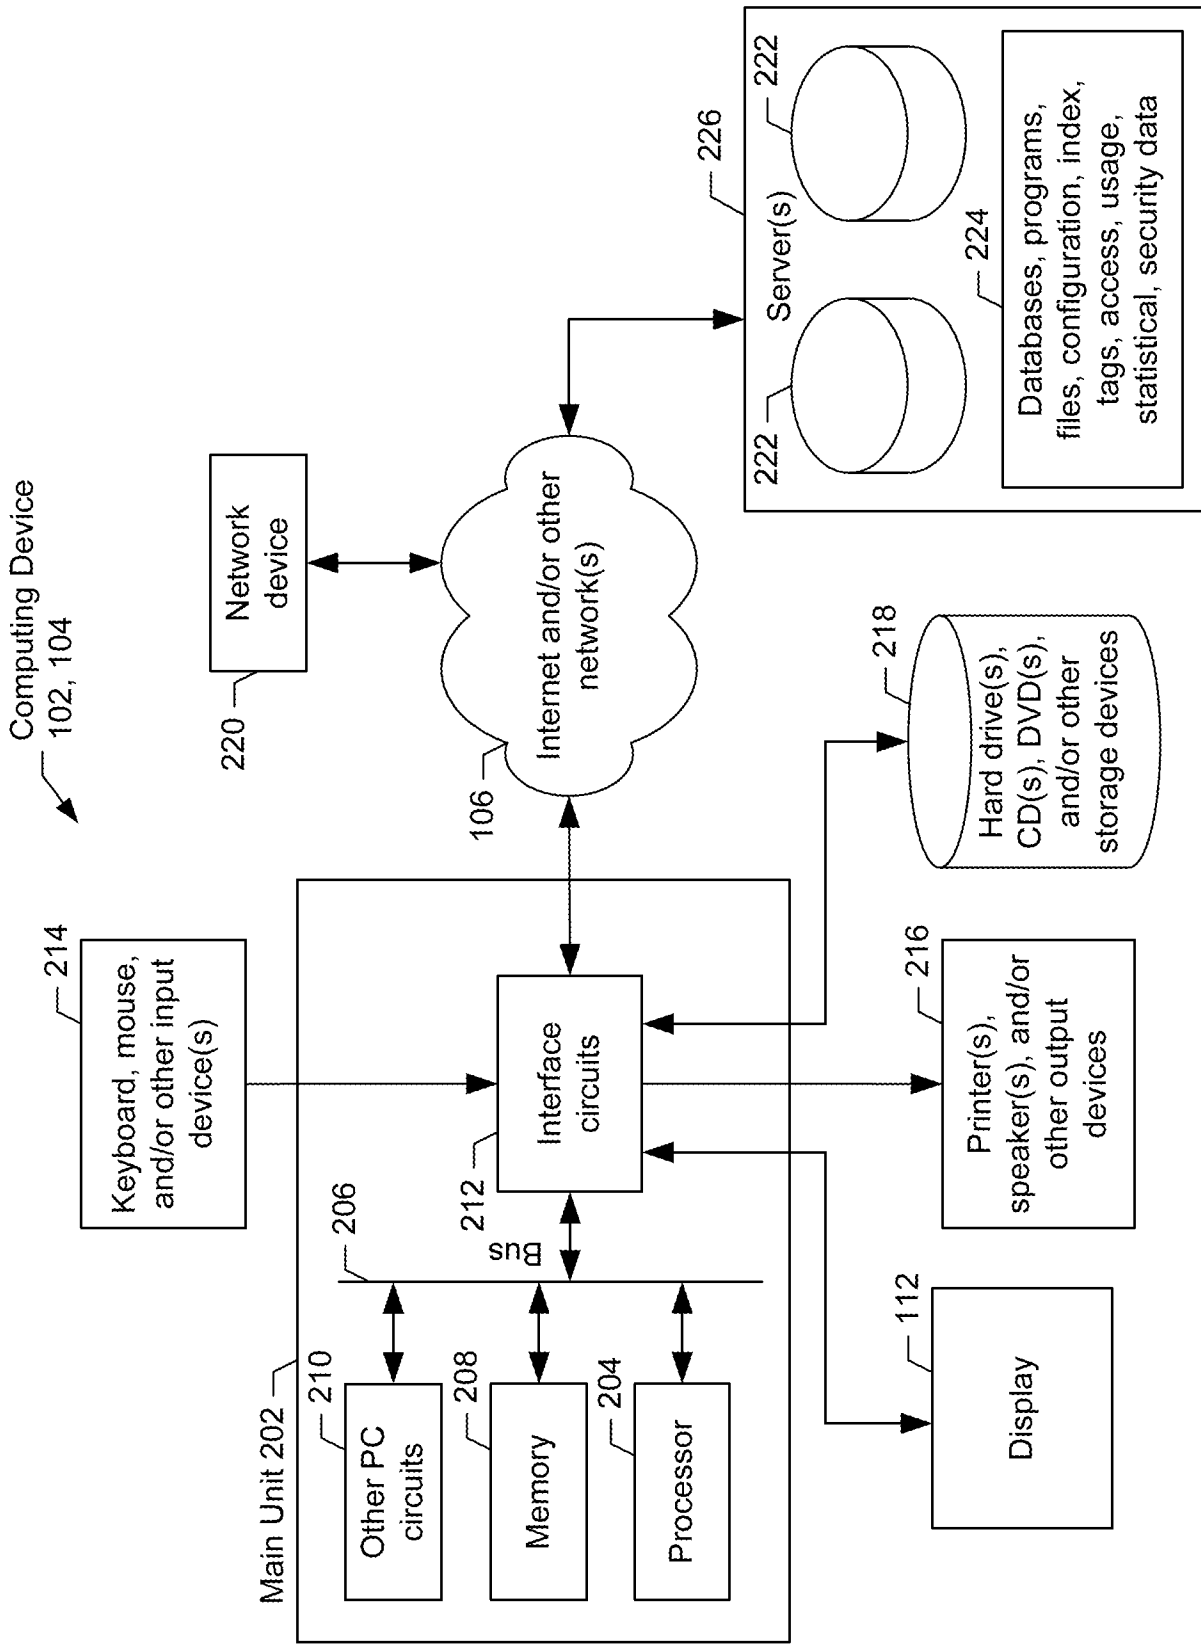 Computing Device
102, 104
214
Keyboard, mouse,
and/or other input
device(s)
220
Network
device
Main Unit 202
210
Other PC
circuits
206
208
Memory
Bus
212
Interface
circuits
106
Internet and/or other
network(s)
204
Processor
226
Server(s)
222
222
224
Databases, programs,
files, configuration, index,
tags, access, usage,
statistical, security data
112
Display
216
Printer(s),
speaker(s), and/or
other output
devices
218
Hard drive(s),
CD(s), DVD(s),
and/or other
storage devices